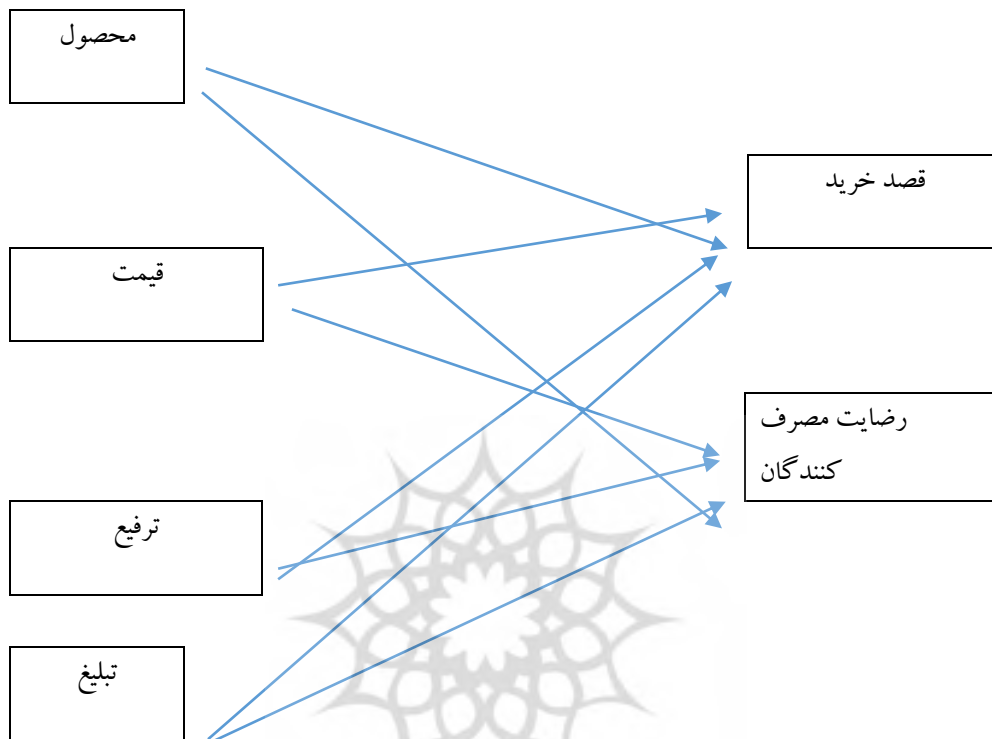 محصول
قصد خرید
قیمت
رضایت مصرف
کنندگان
ترفیع
تبلیغ